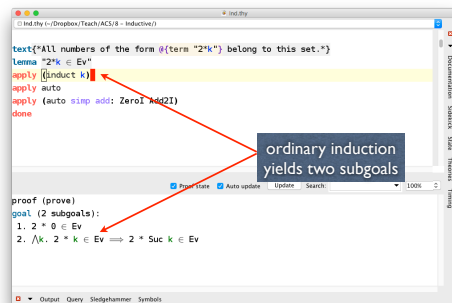 Ind.thy
Ind.thy (~/Dropbox/Teach/ACS/8 – Inductive/)
text{*All numbers of the form @{term "2*k"} belong to this set.*}
lemma "2*k ∈ Ev"
apply (induct k)
apply auto
apply (auto simp add: ZeroI Add2I)
done
ordinary induction
yields two subgoals
Proof state Auto update Update Search: 100%
proof (prove)
goal (2 subgoals):
1. 2 * 0 ∈ Ev
2. ⋀k. 2 * k ∈ Ev ⟹ 2 * Suc k ∈ Ev
Output Query Sledgehammer Symbols
Documentation
Sidekick
State
Theories
Timing